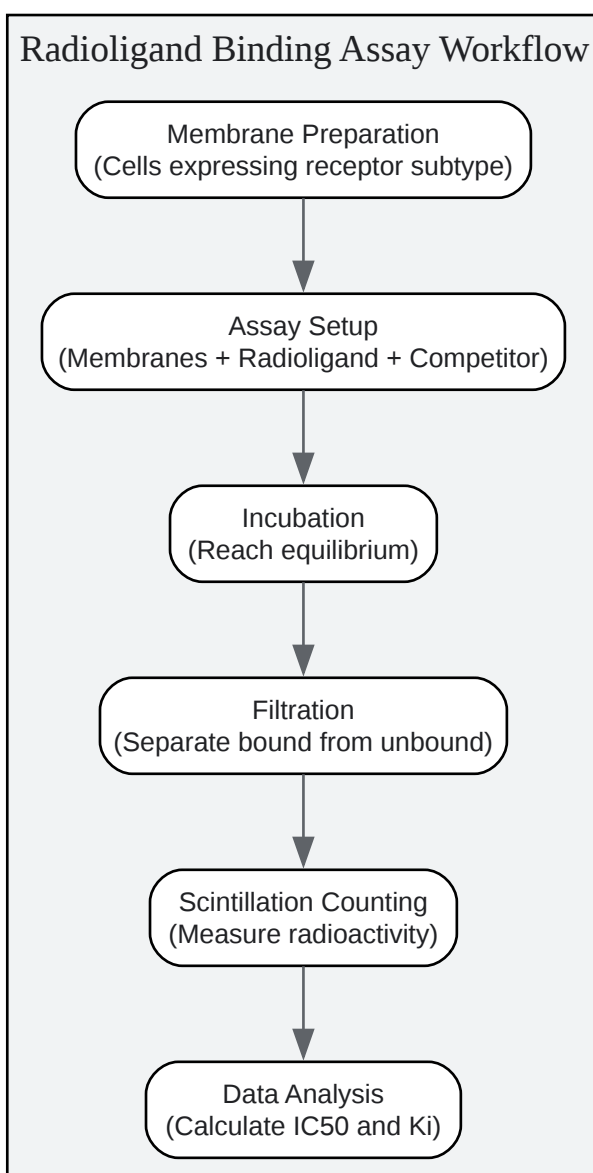 Radioligand Binding Assay Workflow
Membrane Preparation
(Cells expressing receptor subtype)
Assay Setup
(Membranes + Radioligand + Competitor)
Incubation
(Reach equilibrium)
Filtration
(Separate bound from unbound)
Scintillation Counting
(Measure radioactivity)
Data Analysis
(Calculate IC50 and Ki)